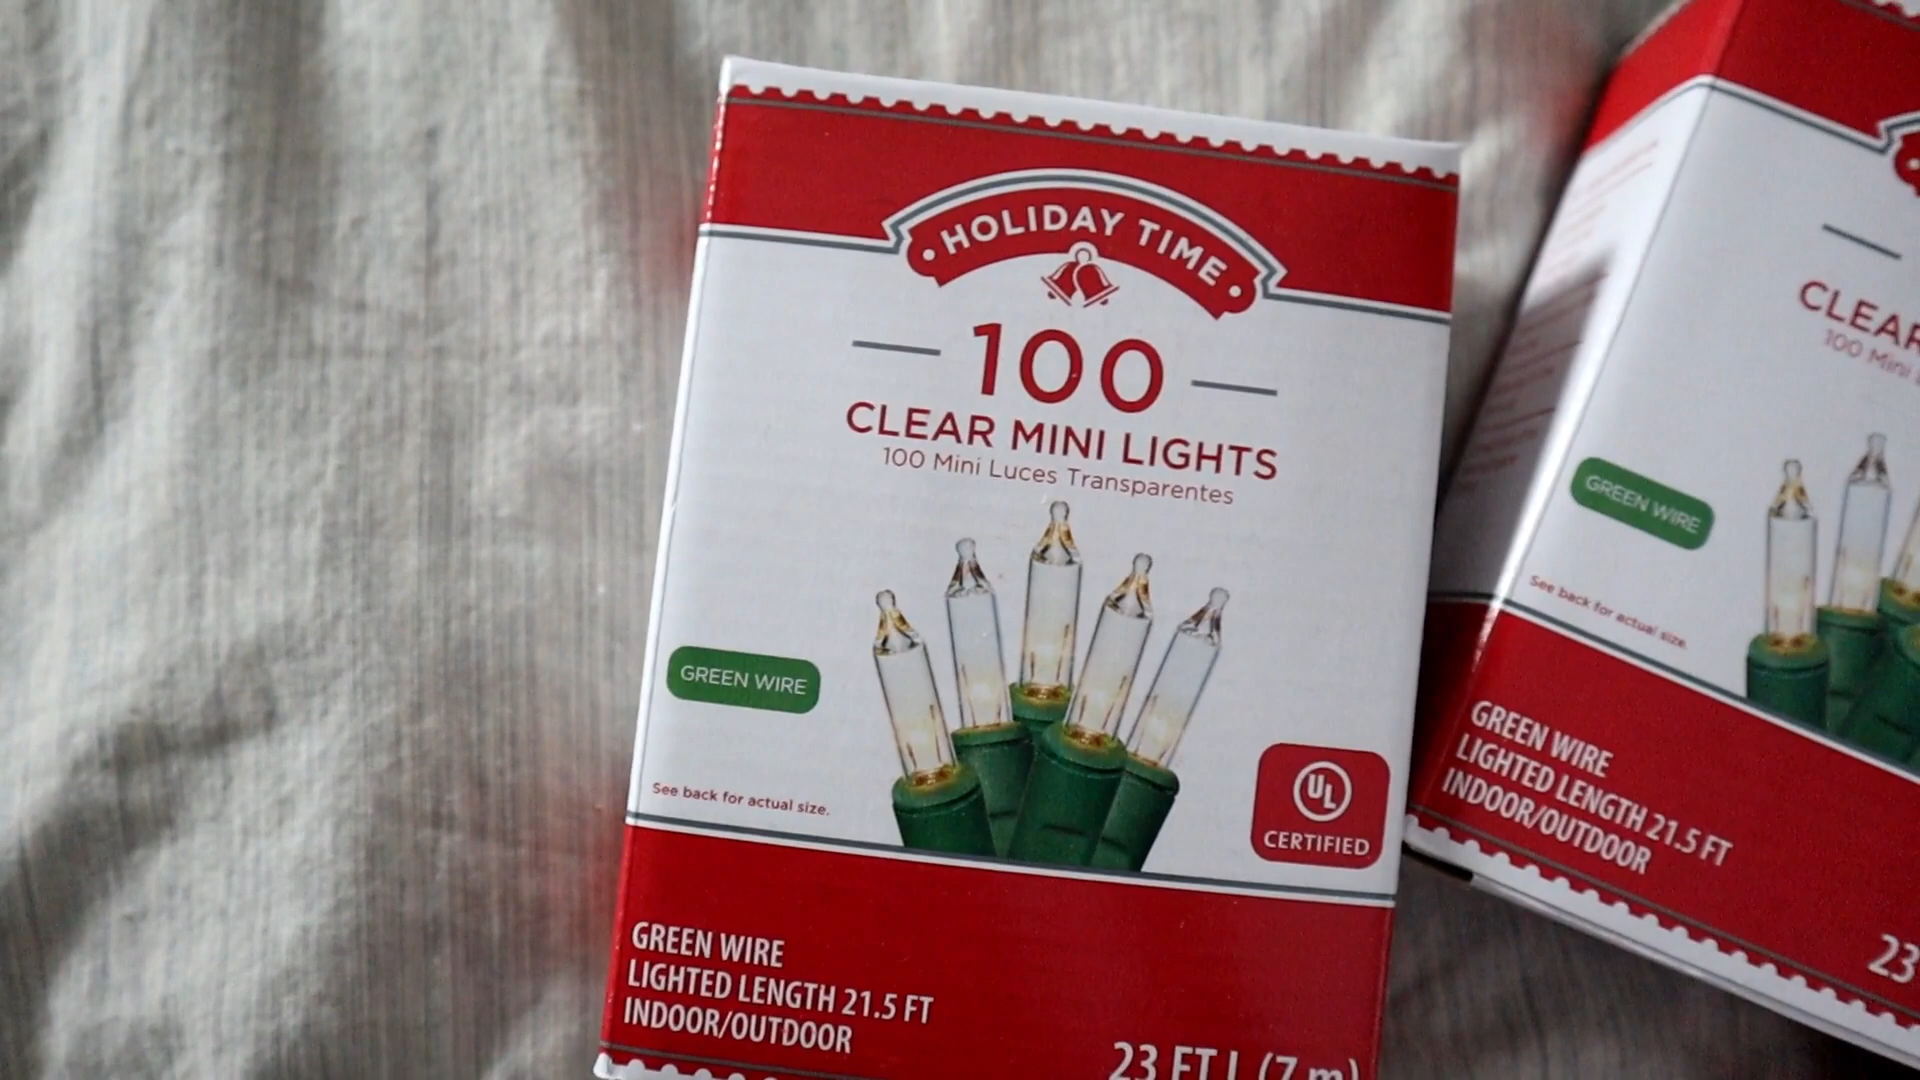 HOLIDAY TIME
100
CLEAR MINI LIGHTS
100 Mini Luces Transparentes
GREEN WIRE
See back for actual size.
UL
CERTIFIED
GREEN WIRE
LIGHTED LENGTH 21.5 FT
INDOOR/OUTDOOR
23 FT L (7 m)
CLEAR
100 Mini
GREEN WIRE
See back for actual size.
GREEN WIRE
LIGHTED LENGTH 21.5 FT
INDOOR/OUTDOOR
23